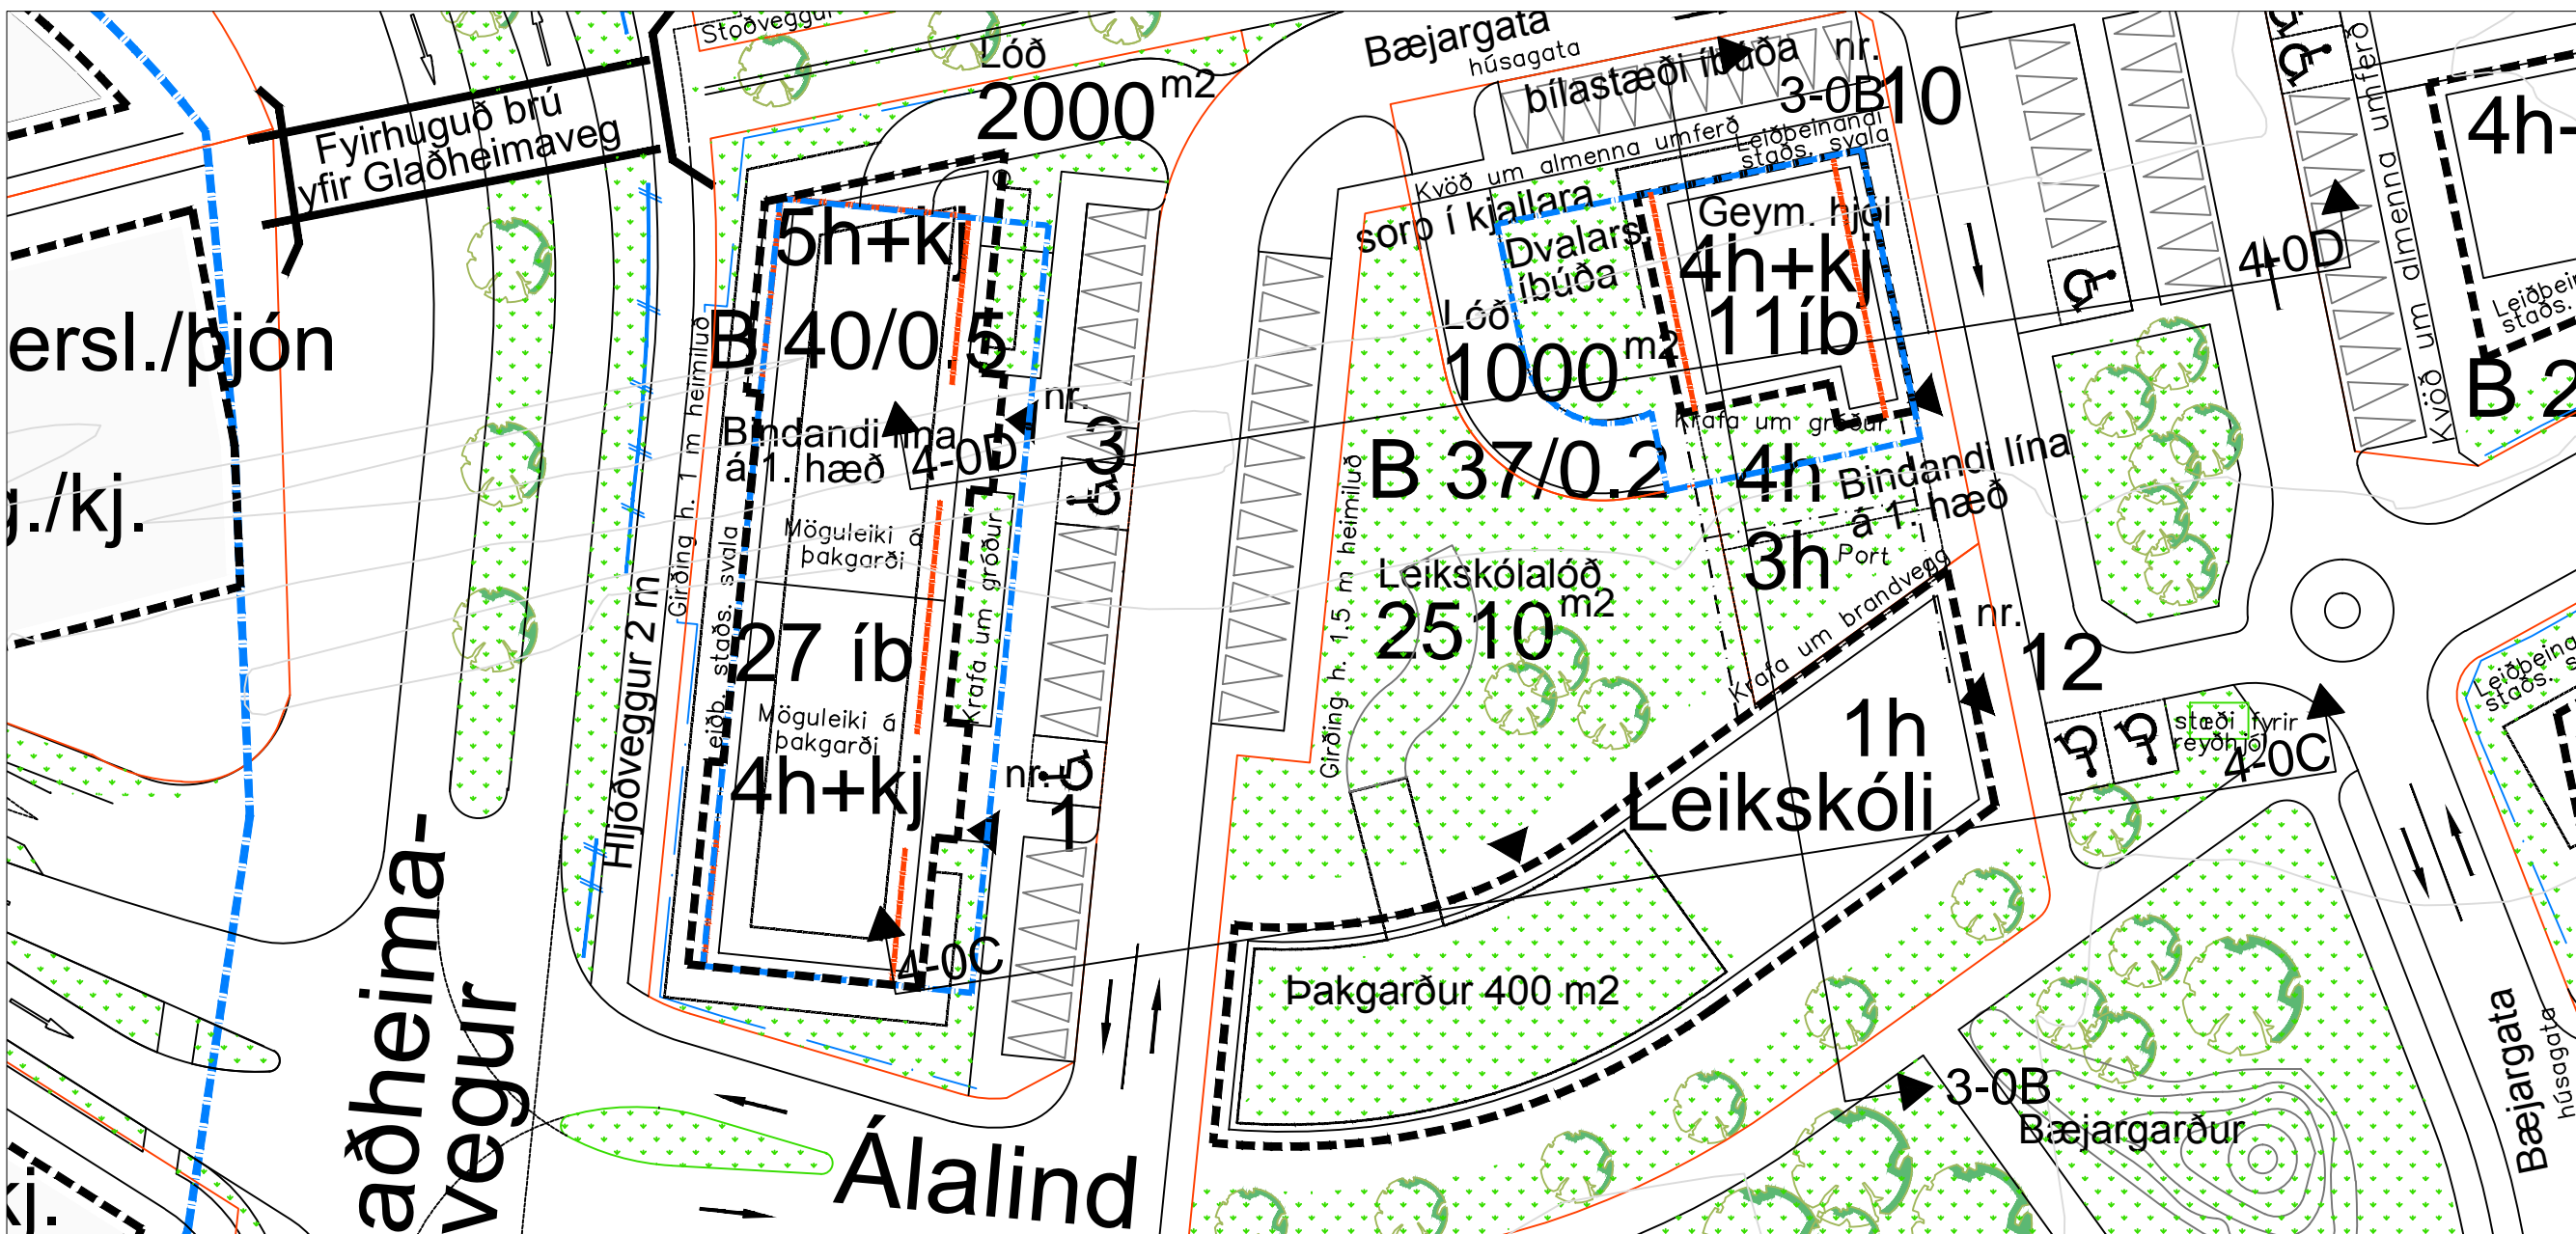 Stoðveggur
Lóð
2000 m2
Fyirhuguð brú
yfir Glaðheimaveg
Bæjargata
húsagata
bílastæði íbúða
nr.
10
3-0B
Leiðbeinandi
staðs. svala
Kvöð um almenna umferð
sorp í kjallara
Dvalars.
íbúða
Geym. hjól
4h+kj
11íb
Lóð
1000 m2
B 37/0.2
Krafa um gróður
4h
Bindandi lína
á 1. hæð
3h
Port
Krafa um brandvegg
nr.
12
5h+kj
B 40/0.5
Bindandi lína
á 1. hæð
4-0D
nr.
3
Möguleiki á
þakgarði
27 íb
Möguleiki á
þakgarði
4h+kj
nr.
1
4-0C
Krafa um gróður
Leiðb. staðs. svala
Girðing h. 1 m heimiluð
Hljóðveggur 2 m
ersl./þjón
g./kj.
kj.
aðheima-
vegur
Álalind
Girðing h. 1.5 m heimiluð
Leikskólalóð
2510 m2
1h
Leikskóli
Þakgarður 400 m2
3-0B
Bæjargarður
stæði fyrir
reyðhjól
4-0C
4-0D
Kvöð um almenna umferð
umferð
4h-
B 2
Leiðbein
staðs.
Leiðbeina
staðs. s
Bæjargata
húsagata